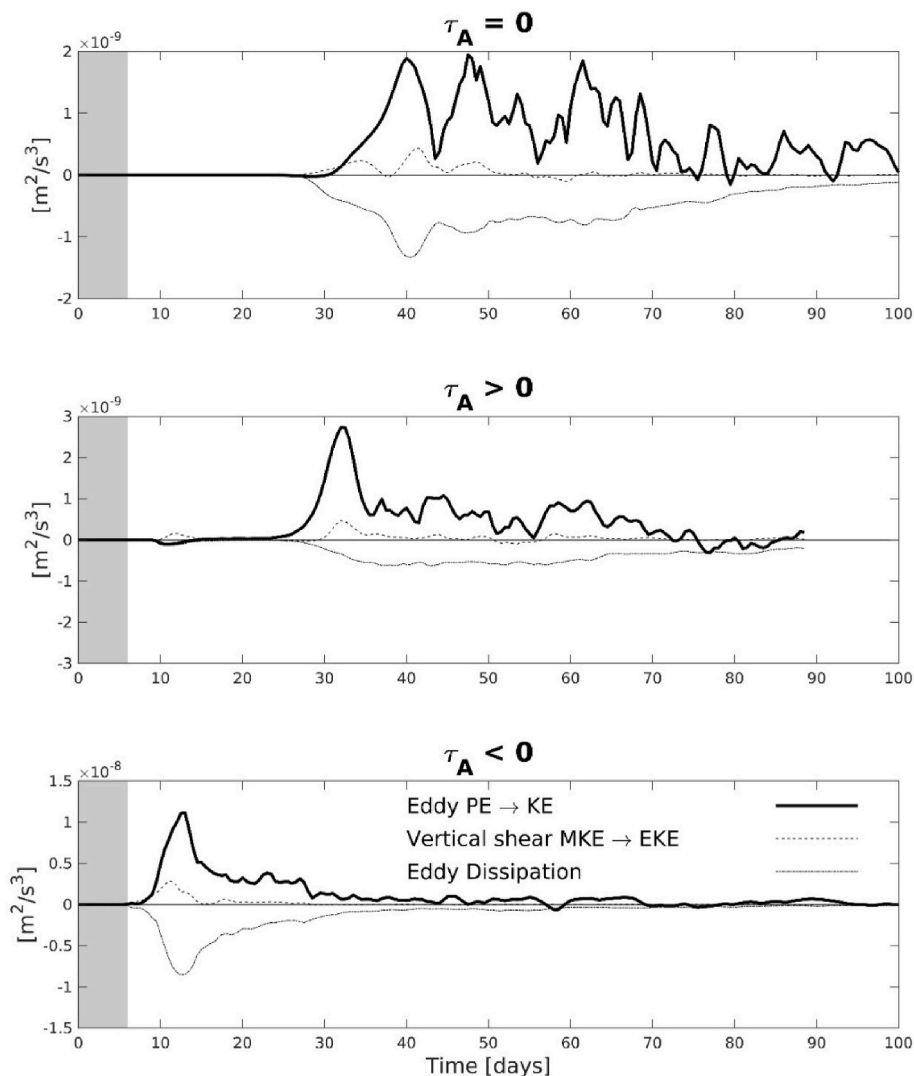 τA = 0
×10-9
[m2/s3]
2
1
0
-1
-2
0 10 20 30 40 50 60 70 80 90 100
τA > 0
×10-9
[m2/s3]
3
2
1
0
-1
-2
-3
0 10 20 30 40 50 60 70 80 90 100
τA < 0
×10-8
[m2/s3]
1.5
1
0.5
0
-0.5
-1
-1.5
Eddy PE → KE
Vertical shear MKE → EKE
Eddy Dissipation
0 10 20 30 40 50 60 70 80 90 100
Time [days]